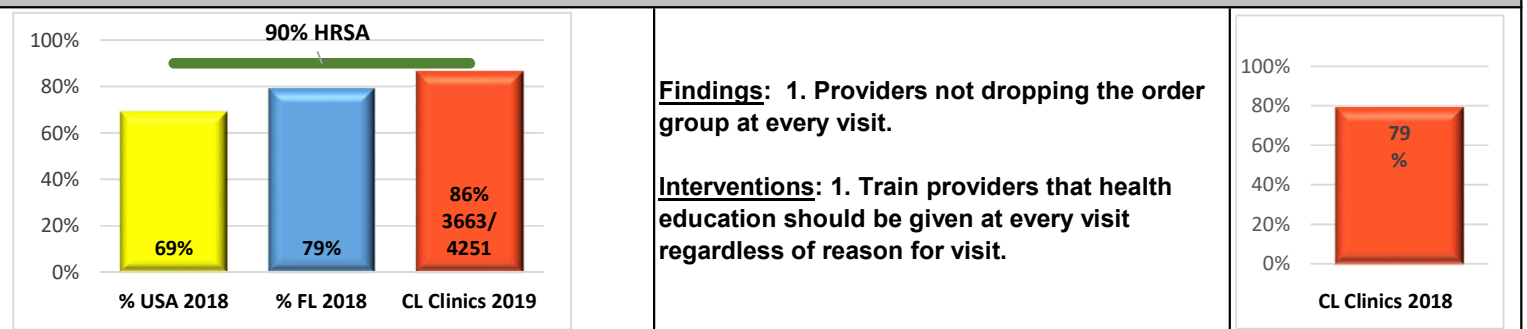 90% HRSA
100%
80%
60%
40%
20%
0%
69%
79%
86%
3663/
4251
% USA 2018
% FL 2018
CL Clinics 2019
Findings: 1. Providers not dropping the order
group at every visit.
Interventions: 1. Train providers that health
education should be given at every visit
regardless of reason for visit.
100%
80%
60%
40%
20%
0%
79
%
CL Clinics 2018